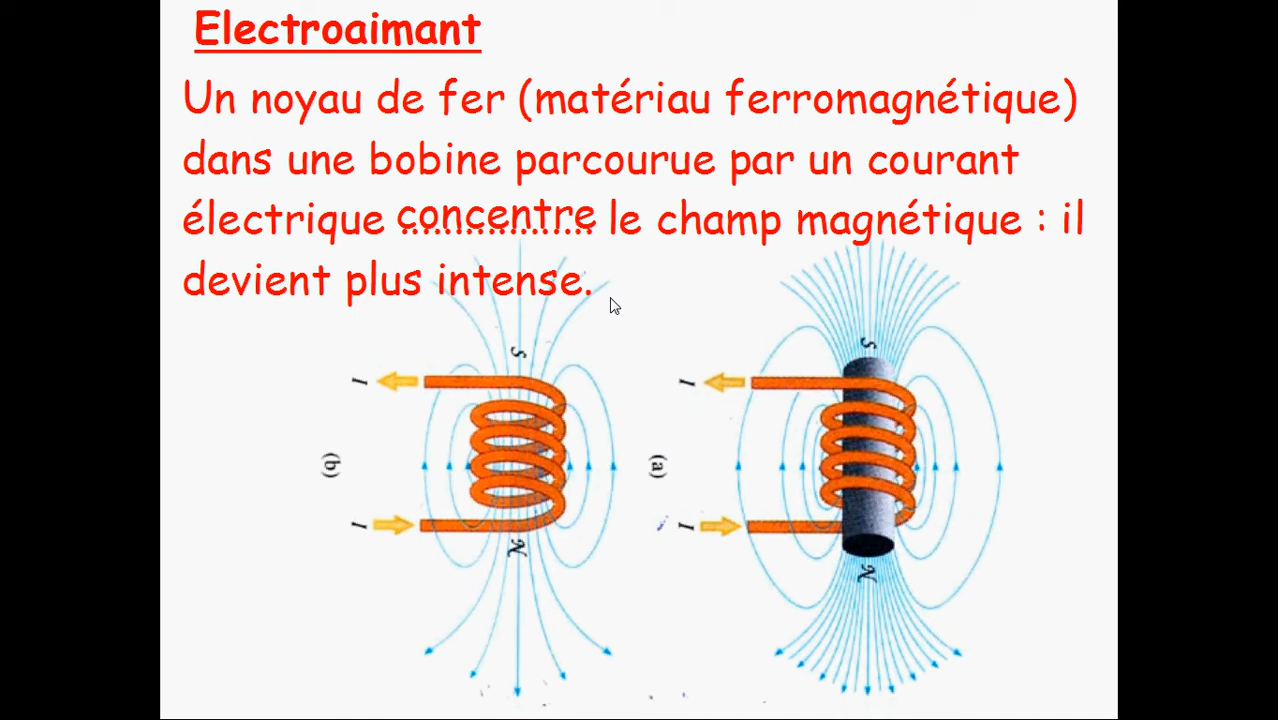 Electroaimant
Un noyau de fer (matériau ferromagnétique)
dans une bobine parcourue par un courant
électrique concentre le champ magnétique : il
devient plus intense.
S
S
I
I
(b)
(a)
I
I
N
N